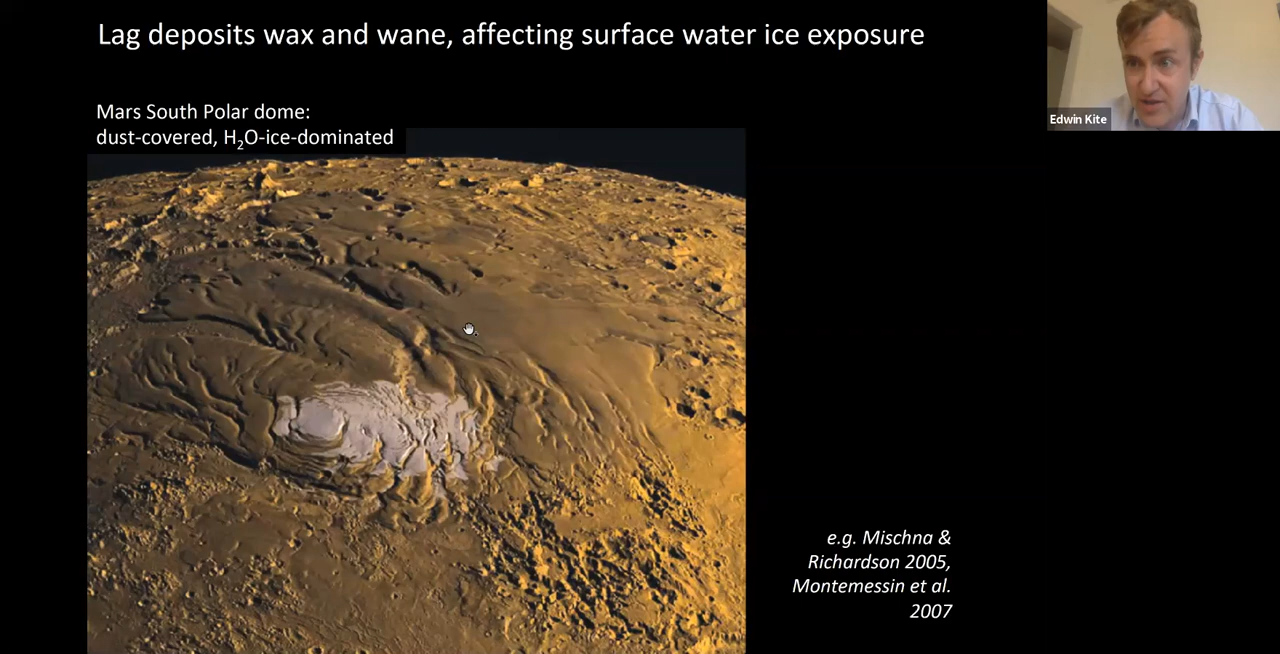 Lag deposits wax and wane, affecting surface water ice exposure
Edwin Kite
Mars South Polar dome:
dust-covered, H₂O-ice-dominated
e.g. Mischna &
Richardson 2005,
Montemessin et al.
2007